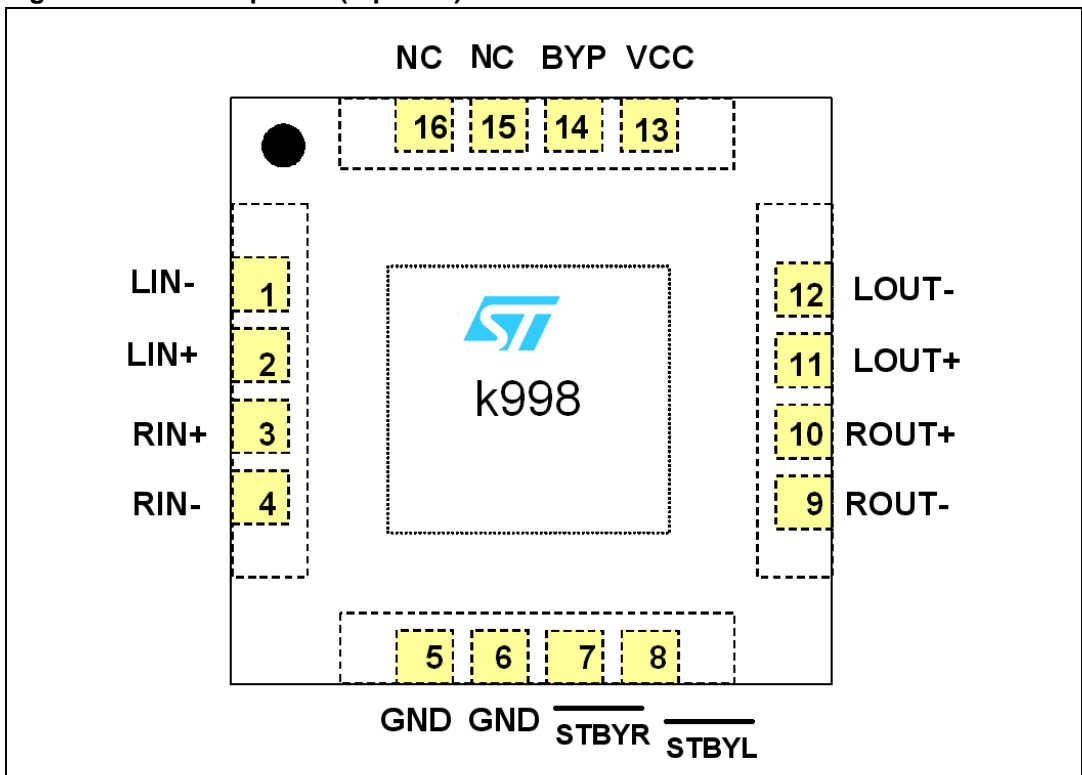 NC NC BYP VCC
16 15 14 13
LIN- 1 12 LOUT-
ST
LIN+ 2 11 LOUT+
k998
RIN+ 3 10 ROUT+
RIN- 4 9 ROUT-
5 6 7 8
GND GND STBYR STBYL